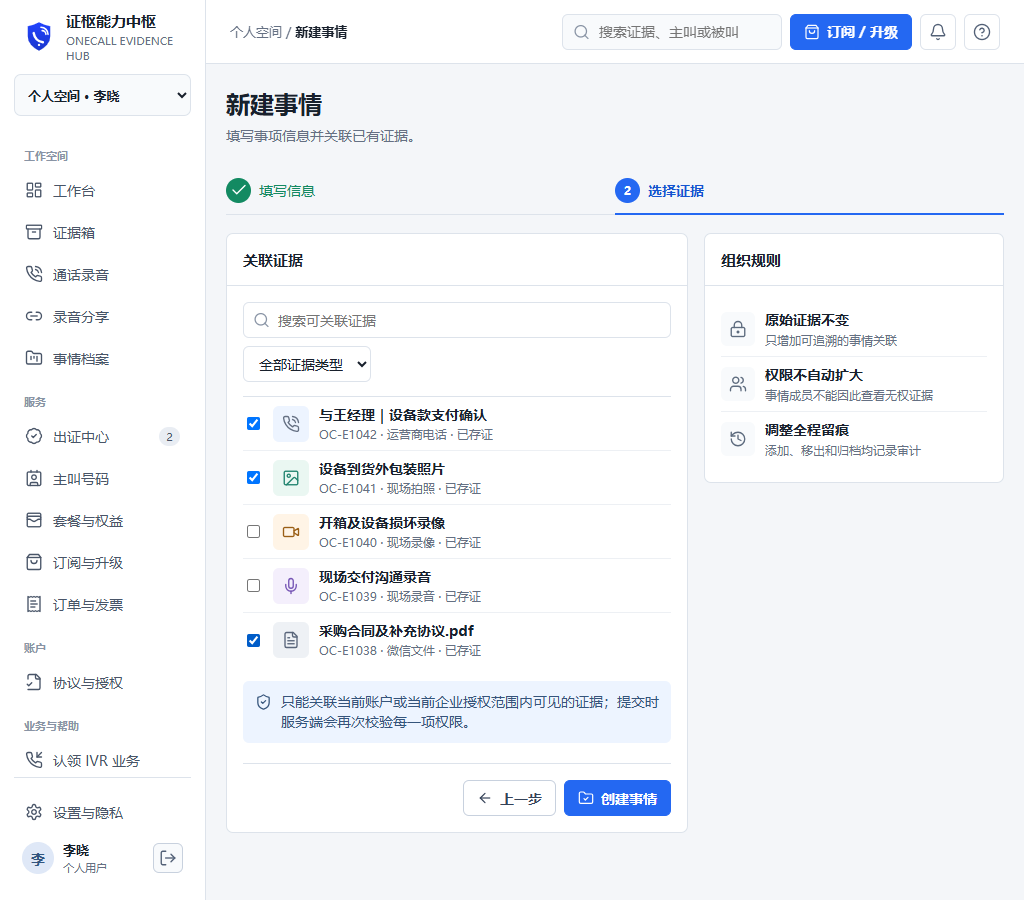 证枢能力中枢
ONECALL EVIDENCE
HUB
个人空间 • 李晓
工作空间
工作台
证据箱
通话录音
录音分享
事情档案
服务
出证中心
2
主叫号码
套餐与权益
订阅与升级
订单与发票
账户
协议与授权
业务与帮助
认领 IVR 业务
设置与隐私
李
李晓
个人用户
个人空间 / 新建事情
搜索证据、主叫或被叫
订阅 / 升级
新建事情
填写事项信息并关联已有证据。
填写信息
2 选择证据
关联证据
搜索可关联证据
全部证据类型
与王经理｜设备款支付确认
OC-E1042 · 运营商电话 · 已存证
设备到货外包装照片
OC-E1041 · 现场拍照 · 已存证
开箱及设备损坏录像
OC-E1040 · 现场录像 · 已存证
现场交付沟通录音
OC-E1039 · 现场录音 · 已存证
采购合同及补充协议.pdf
OC-E1038 · 微信文件 · 已存证
只能关联当前账户或当前企业授权范围内可见的证据；提交时
服务端会再次校验每一项权限。
上一步
创建事情
组织规则
原始证据不变
只增加可追溯的事情关联
权限不自动扩大
事情成员不能因此查看无权证据
调整全程留痕
添加、移出和归档均记录审计